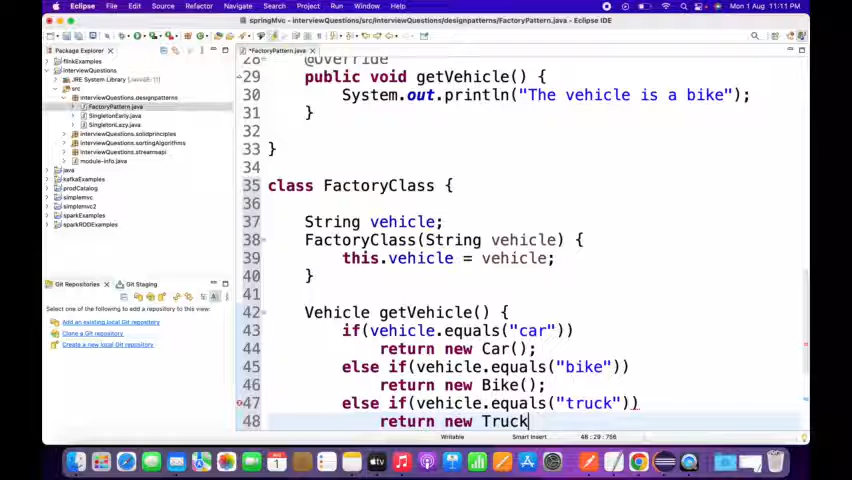 Eclipse File Edit Source Refactor Navigate Search Project Run Window Help Mon 1 Aug 11:11 PM
springMvc - interviewQuestions/src/interviewQuestions/designpatterns/FactoryPattern.java - Eclipse IDE
Package Explorer
flinkExamples
interviewQuestions
JRE System Library [JavaSE-11]
src
interviewQuestions.designpatterns
FactoryPattern.java
SingletonEarly.java
SingletonLazy.java
interviewQuestions.solidprinciples
interviewQuestions.sortingAlgorithms
interviewQuestions.streamsapi
module-info.java
java
kafkaExamples
prodCatalog
simplemvc
simplemvc2
sparkExamples
sparkRDDExamples
Git Repositories Git Staging
Select one of the following to add a repository to this view:
Add an existing local Git repository
Clone a Git repository
Create a new local Git repository
*FactoryPattern.java
28 @Override
29 public void getVehicle() {
30 System.out.println("The vehicle is a bike");
31 }
32
33 }
34
35 class FactoryClass {
36
37 String vehicle;
38 FactoryClass(String vehicle) {
39 this.vehicle = vehicle;
40 }
41
42 Vehicle getVehicle() {
43 if(vehicle.equals("car"))
44 return new Car();
45 else if(vehicle.equals("bike"))
46 return new Bike();
47 else if(vehicle.equals("truck"))
48 return new Truck
Writable Smart Insert 48 : 29 : 756